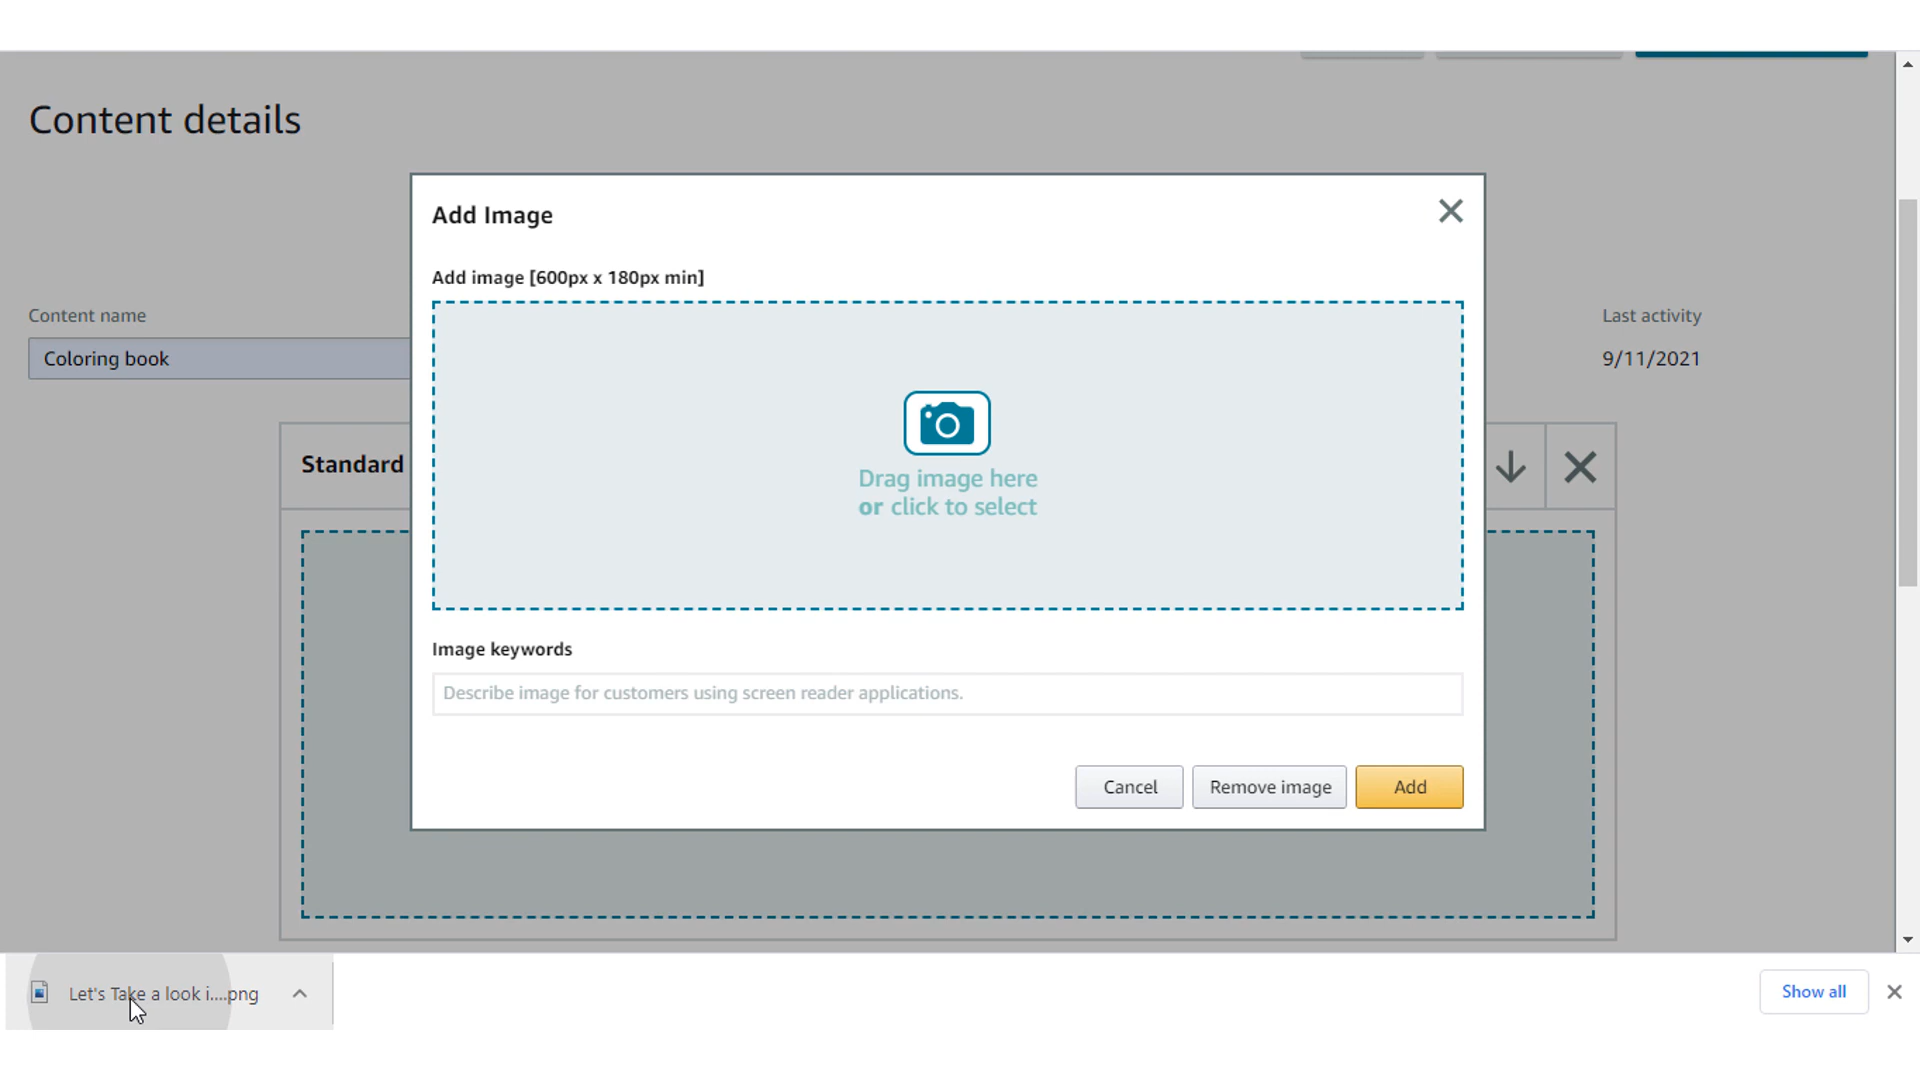 Content details
Add Image
Add image [600px x 180px min]
Content name
Last activity
Coloring book
9/11/2021
Drag image here
or click to select
Standard
Image keywords
Describe image for customers using screen reader applications.
Cancel
Remove image
Add
Let's Take a look i....png
Show all